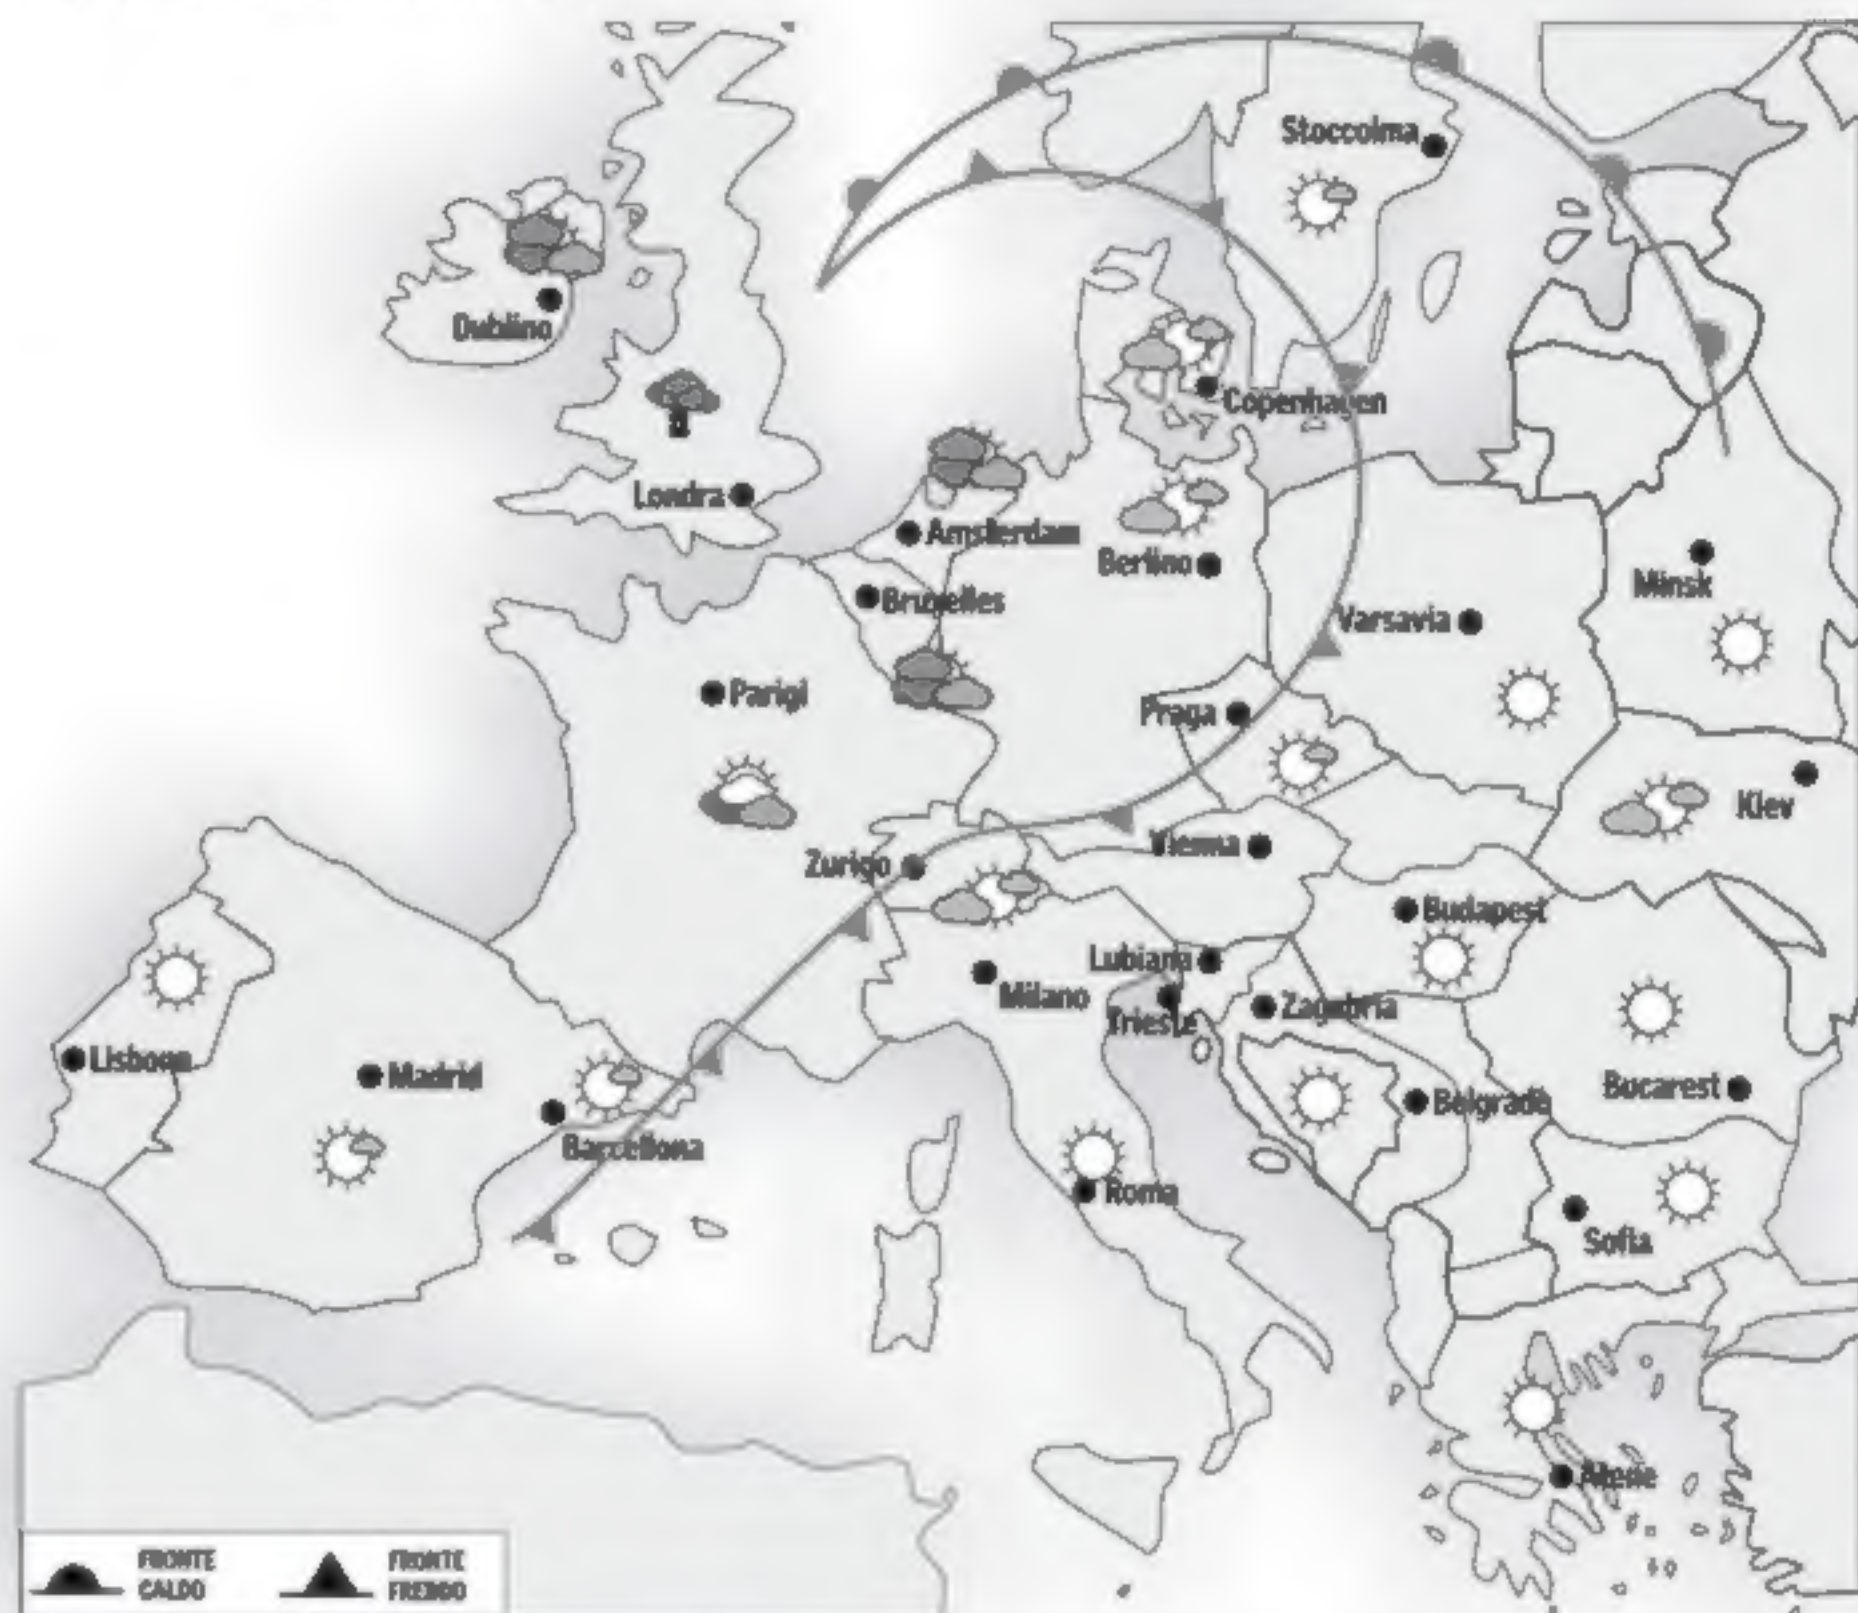 Stoccolma
Dublino
Copenhagen
Londra
Amsterdam
Berlino
Bruxelles
Minsk
Varsavia
Parigi
Praga
Kiev
Vienna
Zurigo
Budapest
Lubiana
Milano
Trieste
Zagabria
Lisbona
Madrid
Bucarest
Belgrado
Barcellona
Roma
Sofia
Atene
FRONTE
CALDO
FRONTE
FREDDO